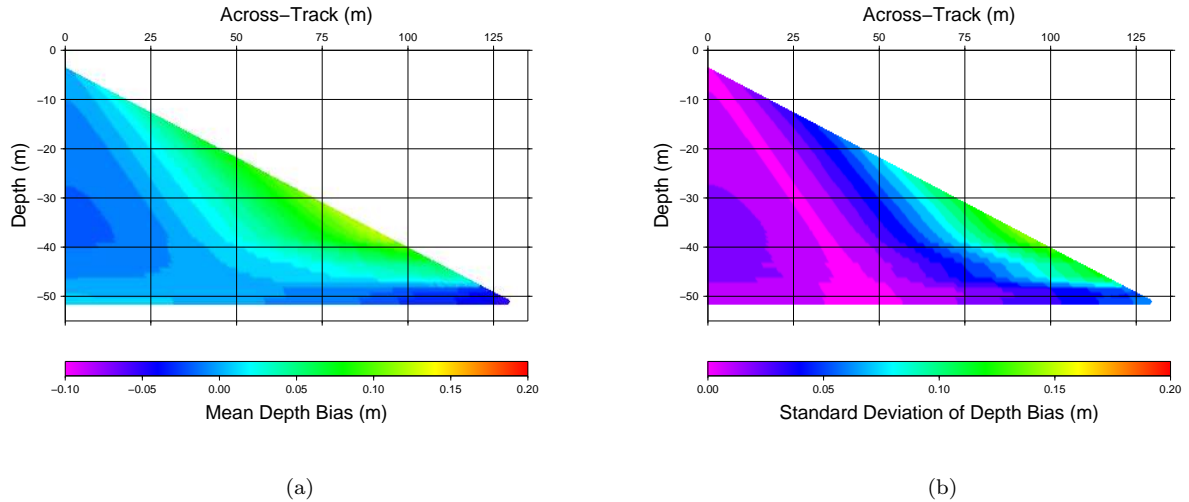 Across−Track (m)
0 25 50 75 100 125
0
−10
−20
−30
−40
−50
Depth (m)
−0.10 −0.05 0.00 0.05 0.10 0.15 0.20
Mean Depth Bias (m)
(a)
Across−Track (m)
0 25 50 75 100 125
0
−10
−20
−30
−40
−50
Depth (m)
0.00 0.05 0.10 0.15 0.20
Standard Deviation of Depth Bias (m)
(b)